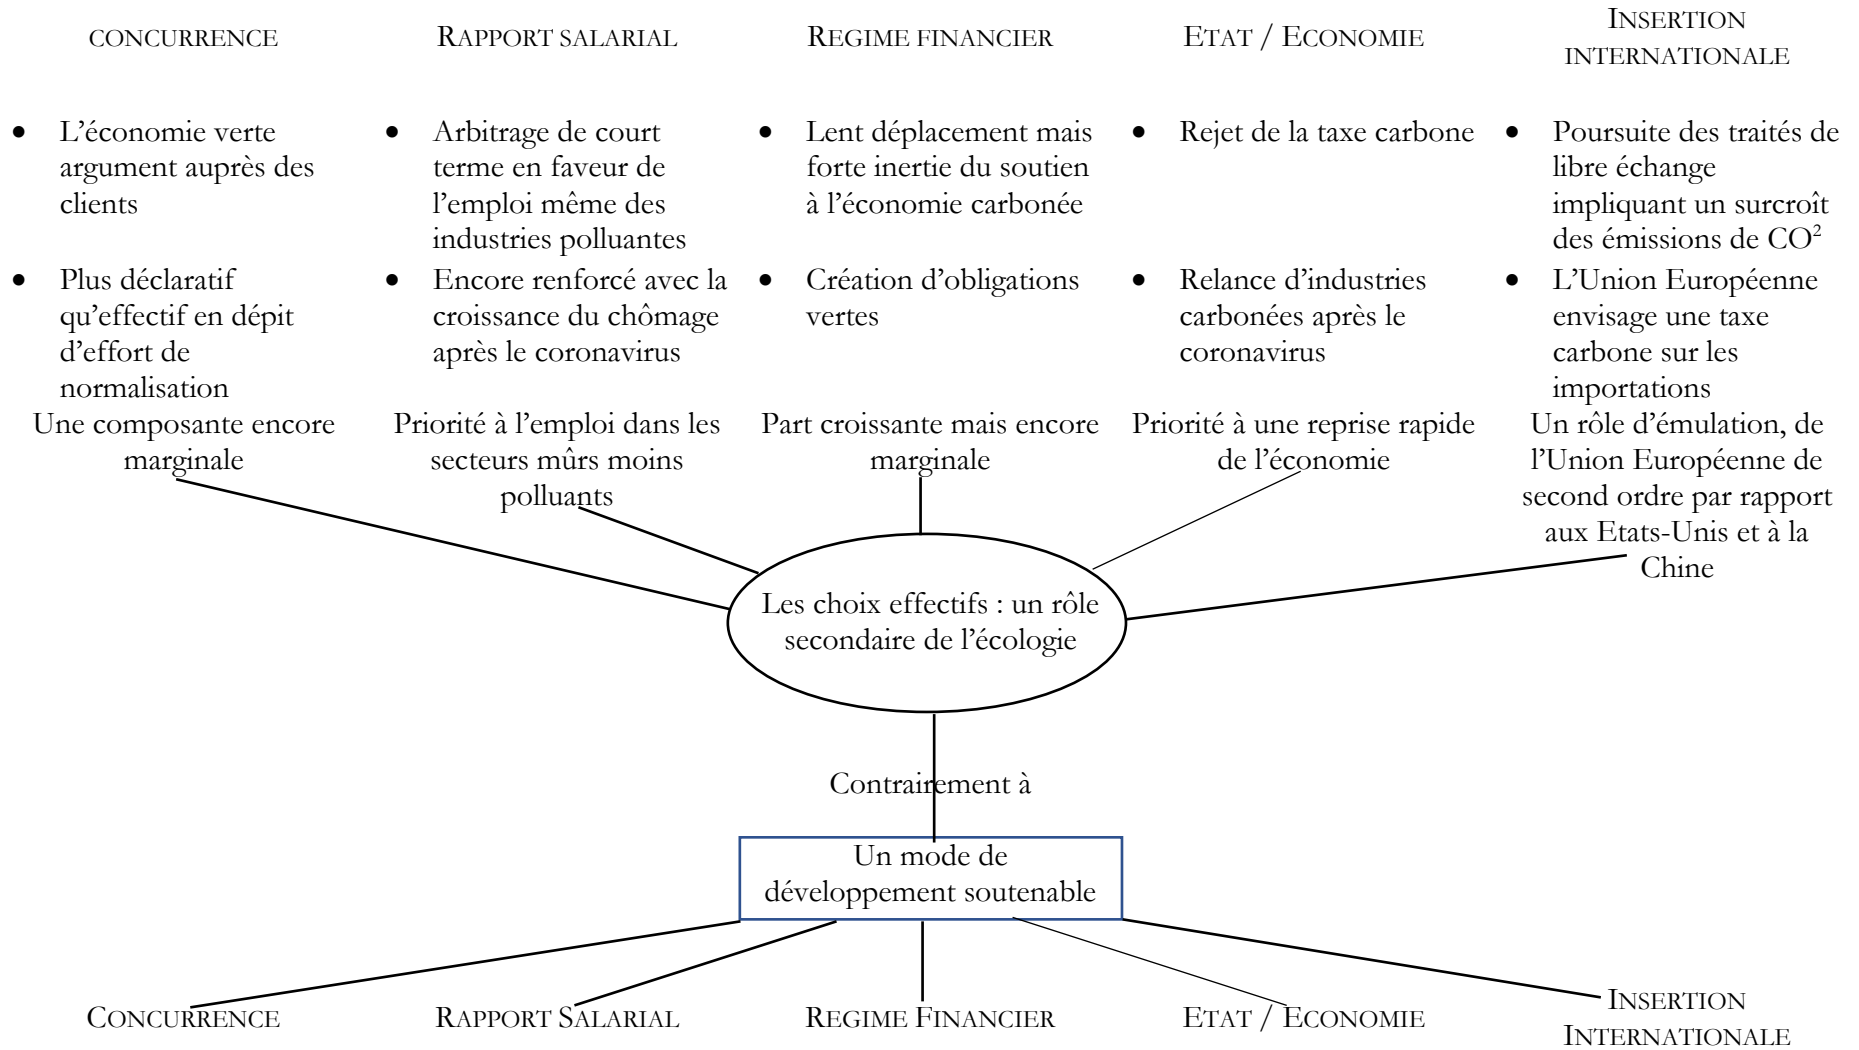 CONCURRENCE
RAPPORT SALARIAL
REGIME FINANCIER
ETAT / ECONOMIE
INSERTION
INTERNATIONALE
• L’économie verte
argument auprès des
clients
• Plus déclaratif
qu’effectif en dépit
d’effort de
normalisation
Une composante encore
marginale
• Arbitrage de court
terme en faveur de
l’emploi même des
industries polluantes
• Encore renforcé avec la
croissance du chômage
après le coronavirus
Priorité à l’emploi dans les
secteurs mûrs moins
polluants
• Lent déplacement mais
forte inertie du soutien
à l’économie carbonée
• Création d’obligations
vertes
Part croissante mais encore
marginale
• Rejet de la taxe carbone
• Relance d’industries
carbonées après le
coronavirus
Priorité à une reprise rapide
de l’économie
• Poursuite des traités de
libre échange
impliquant un surcroît
des émissions de CO²
• L’Union Européenne
envisage une taxe
carbone sur les
importations
Un rôle d’émulation, de
l’Union Européenne de
second ordre par rapport
aux Etats-Unis et à la
Chine
Les choix effectifs : un rôle
secondaire de l’écologie
Contrairement à
Un mode de
développement soutenable
CONCURRENCE
RAPPORT SALARIAL
REGIME FINANCIER
ETAT / ECONOMIE
INSERTION
INTERNATIONALE